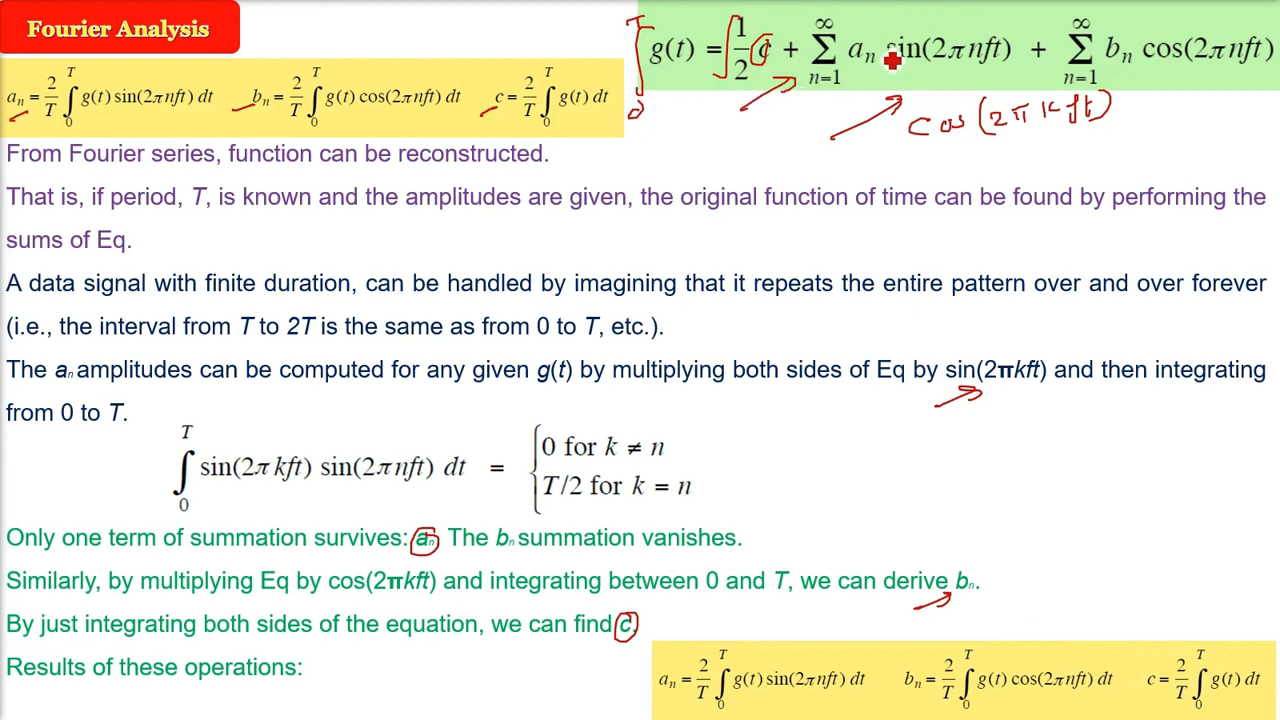 Fourier Analysis
g(t) = 1/2 c + ∑_{n=1}^{∞} a_n sin(2πnft) + ∑_{n=1}^{∞} b_n cos(2πnft)
a_n = 2/T ∫_0^T g(t) sin(2πnft) dt b_n = 2/T ∫_0^T g(t) cos(2πnft) dt c = 2/T ∫_0^T g(t) dt
cos(2πkft)
From Fourier series, function can be reconstructed.
That is, if period, T, is known and the amplitudes are given, the original function of time can be found by performing the
sums of Eq.
A data signal with finite duration, can be handled by imagining that it repeats the entire pattern over and over forever
(i.e., the interval from T to 2T is the same as from 0 to T, etc.).
The a_n amplitudes can be computed for any given g(t) by multiplying both sides of Eq by sin(2πkft) and then integrating
from 0 to T.
∫_0^T sin(2πkft) sin(2πnft) dt = { 0 for k ≠ n
T/2 for k = n
Only one term of summation survives: a_n. The b_n summation vanishes.
Similarly, by multiplying Eq by cos(2πkft) and integrating between 0 and T, we can derive b_n.
By just integrating both sides of the equation, we can find c.
Results of these operations:
a_n = 2/T ∫_0^T g(t) sin(2πnft) dt b_n = 2/T ∫_0^T g(t) cos(2πnft) dt c = 2/T ∫_0^T g(t) dt